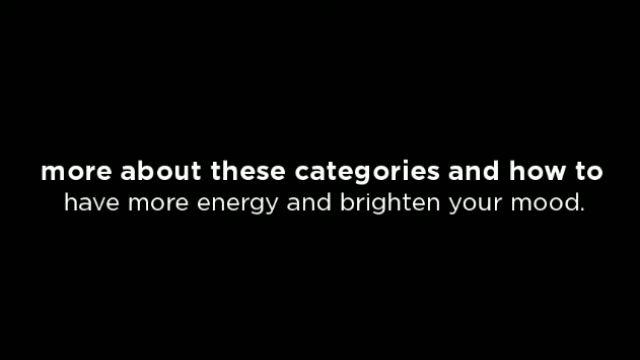 more about these categories and how to
have more energy and brighten your mood.